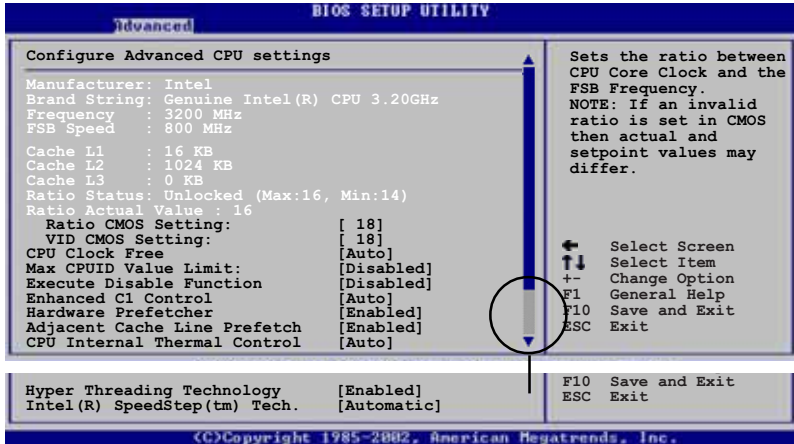 BIOS SETUP UTILITY
Advanced
Configure Advanced CPU settings
Manufacturer: Intel
Brand String: Genuine Intel(R) CPU 3.20GHz
Frequency : 3200 MHz
FSB Speed : 800 MHz
Cache L1 : 16 KB
Cache L2 : 1024 KB
Cache L3 : 0 KB
Ratio Status: Unlocked (Max:16, Min:14)
Ratio Actual Value : 16
Ratio CMOS Setting: [ 18]
VID CMOS Setting: [ 18]
CPU Clock Free [Auto]
Max CPUID Value Limit: [Disabled]
Execute Disable Function [Disabled]
Enhanced C1 Control [Auto]
Hardware Prefetcher [Enabled]
Adjacent Cache Line Prefetch [Enabled]
CPU Internal Thermal Control [Auto]
Sets the ratio between
CPU Core Clock and the
FSB Frequency.
NOTE: If an invalid
ratio is set in CMOS
then actual and
setpoint values may
differ.
Select Screen
Select Item
+- Change Option
F1 General Help
F10 Save and Exit
ESC Exit
Hyper Threading Technology [Enabled]
Intel(R) SpeedStep(tm) Tech. [Automatic]
F10 Save and Exit
ESC Exit
(C)Copyright 1985-2002, American Megatrends, Inc.